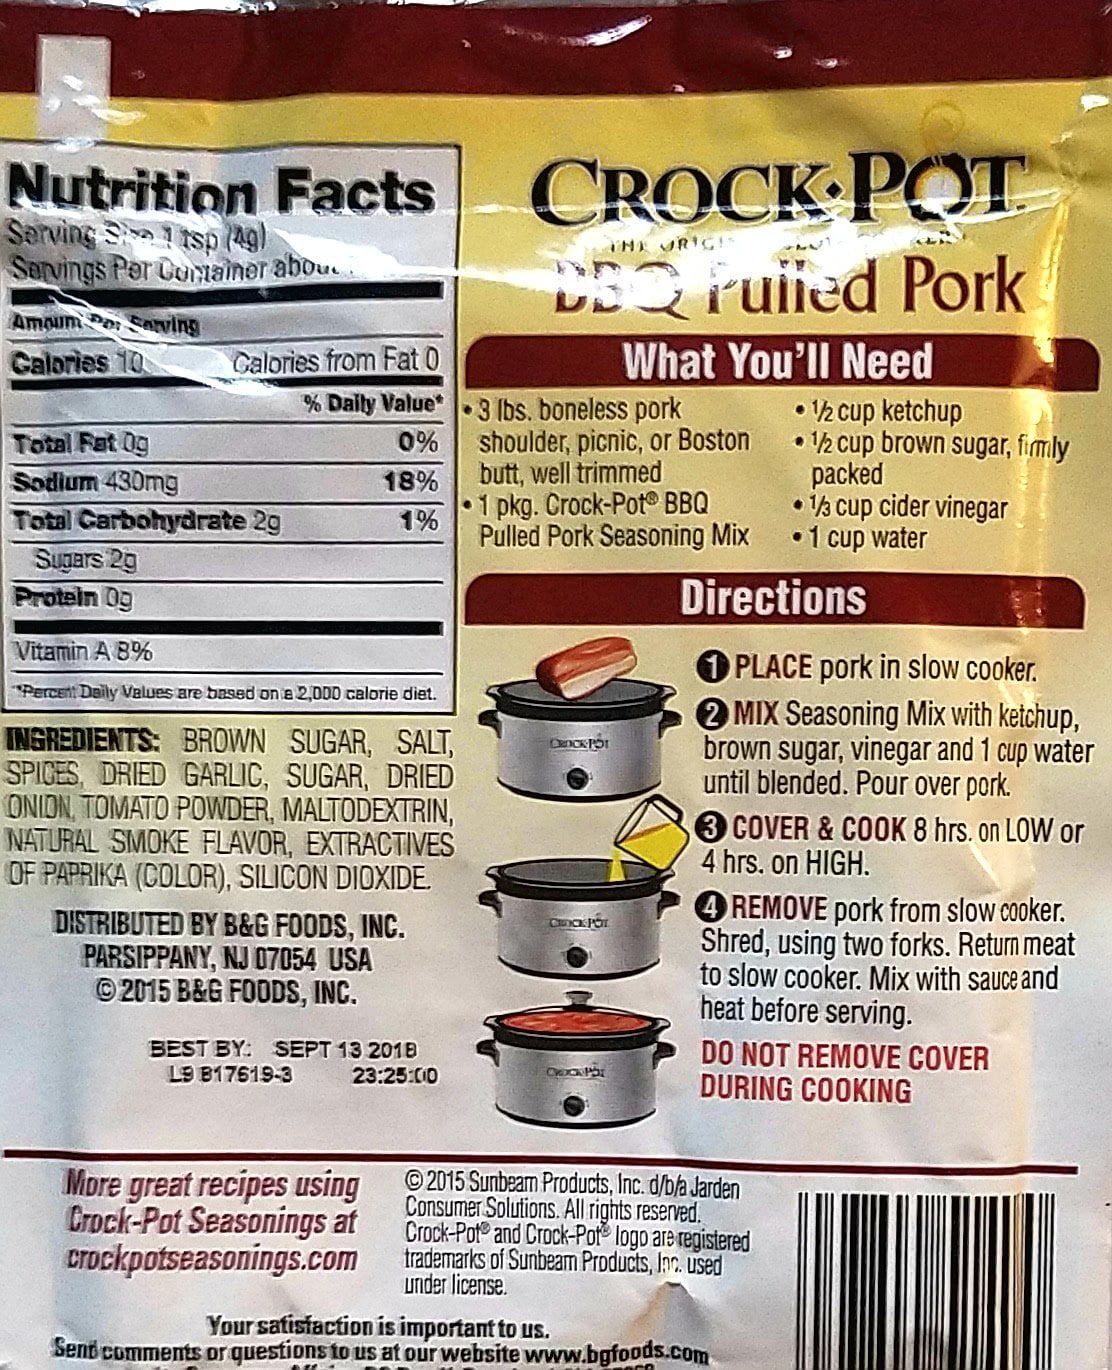 Nutrition Facts
Serving Size 1 tsp (4g)
Servings Per Container about
Amount Per Serving
Calories 10 Calories from Fat 0
% Daily Value*
Total Fat 0g 0%
Sodium 430mg 18%
Total Carbohydrate 2g 1%
Sugars 2g
Protein 0g
Vitamin A 8%
*Percent Daily Values are based on a 2,000 calorie diet.
INGREDIENTS: BROWN SUGAR, SALT,
SPICES, DRIED GARLIC, SUGAR, DRIED
ONION, TOMATO POWDER, MALTODEXTRIN,
NATURAL SMOKE FLAVOR, EXTRACTIVES
OF PAPRIKA (COLOR), SILICON DIOXIDE.
DISTRIBUTED BY B&G FOODS, INC.
PARSIPPANY, NJ 07054 USA
© 2015 B&G FOODS, INC.
BEST BY: SEPT 13 2018
L9 B17619-3 23:25:00
CROCK•POT
THE
BBQ Pulled Pork
What You'll Need
• 3 lbs. boneless pork
shoulder, picnic, or Boston
butt, well trimmed
• 1 pkg. Crock-Pot® BBQ
Pulled Pork Seasoning Mix
• 1/2 cup ketchup
• 1/2 cup brown sugar, firmly
packed
• 1/3 cup cider vinegar
• 1 cup water
Directions
1 PLACE pork in slow cooker.
2 MIX Seasoning Mix with ketchup,
brown sugar, vinegar and 1 cup water
until blended. Pour over pork.
3 COVER & COOK 8 hrs. on LOW or
4 hrs. on HIGH.
4 REMOVE pork from slow cooker.
Shred, using two forks. Return meat
to slow cooker. Mix with sauce and
heat before serving.
DO NOT REMOVE COVER
DURING COOKING
CROCK•POT
CROCK•POT
CROCK•POT
More great recipes using
Crock-Pot Seasonings at
crockpotseasonings.com
© 2015 Sunbeam Products, Inc. d/b/a Jarden
Consumer Solutions. All rights reserved.
Crock-Pot® and Crock-Pot® logo are registered
trademarks of Sunbeam Products, Inc. used
under license.
Your satisfaction is important to us.
Send comments or questions to us at our website www.bgfoods.com